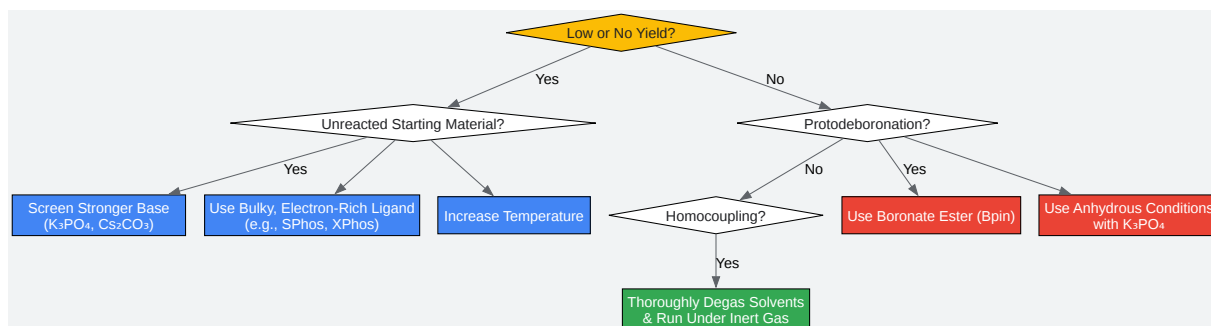 Low or No Yield?
Yes
No
Unreacted Starting Material?
Protodeboronation?
Yes
No
Yes
Screen Stronger Base
(K₃PO₄, Cs₂CO₃)
Use Bulky, Electron-Rich Ligand
(e.g., SPhos, XPhos)
Increase Temperature
Homocoupling?
Use Boronate Ester (Bpin)
Use Anhydrous Conditions
with K₃PO₄
Yes
Thoroughly Degas Solvents
& Run Under Inert Gas